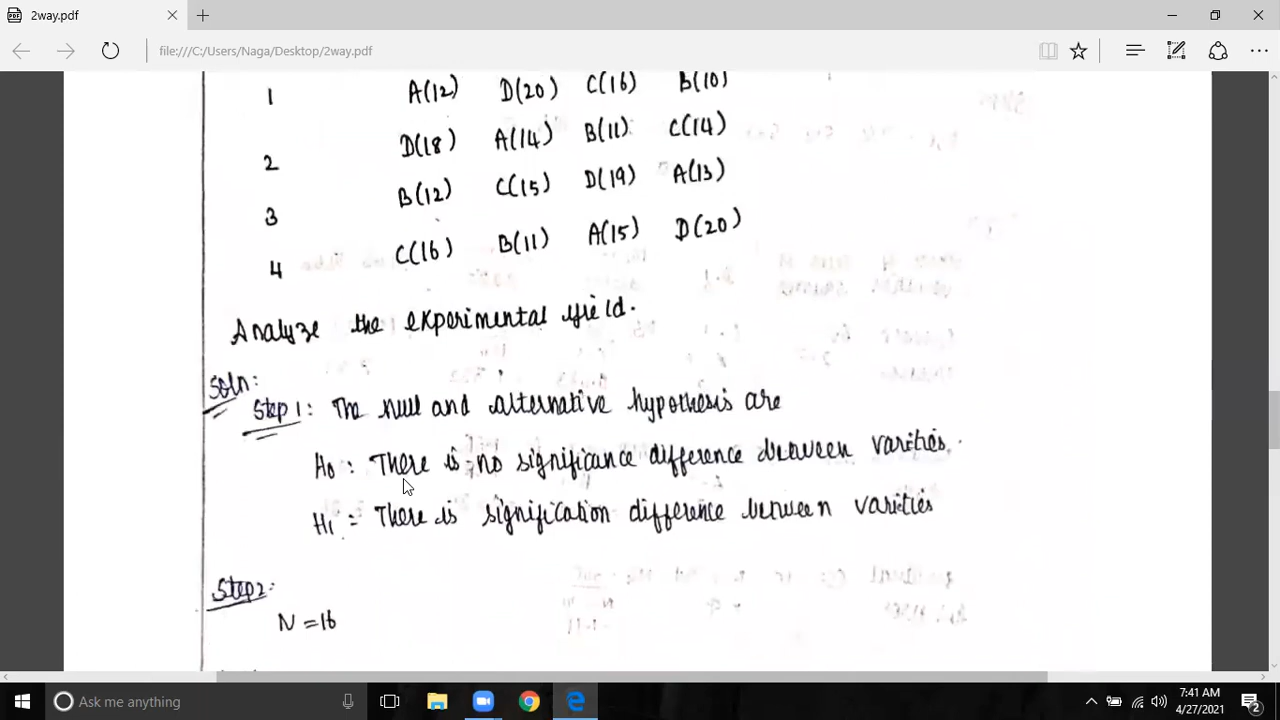 2way.pdf
file:///C:/Users/Naga/Desktop/2way.pdf
1 A(12) D(20) C(16) B(10)
2 D(18) A(14) B(11) C(14)
3 B(12) C(15) D(19) A(13)
4 C(16) B(11) A(15) D(20)
Analyze the experimental yield.
Soln:
Step 1: The Null and alternative hypothesis are
H0: There is no significance difference between varities.
H1: There is signification difference between varities
Step2:
N = 16
Ask me anything
7:41 AM
4/27/2021
2